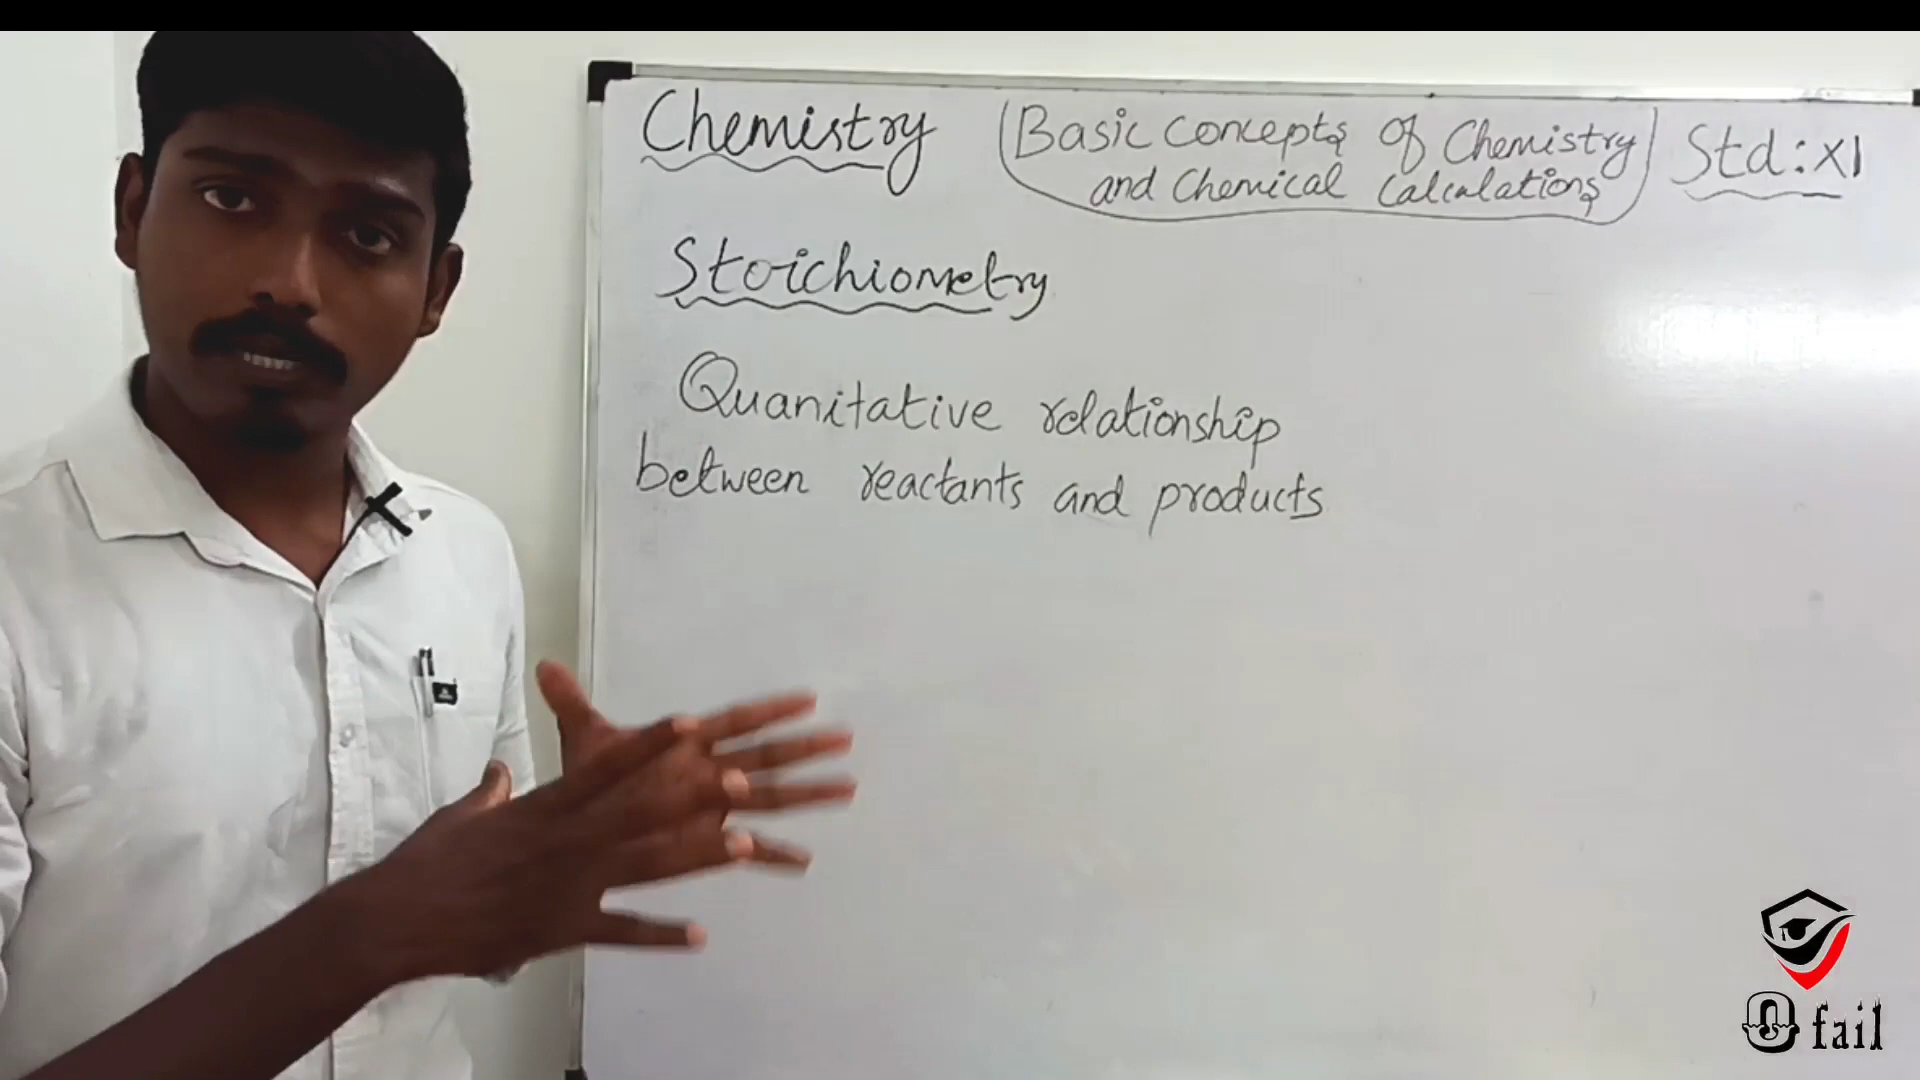 Chemistry
Basic Concepts of Chemistry
and Chemical Calculations
Std: XI
Stoichiometry
Quanitative relationship
between reactants and products
0 fail